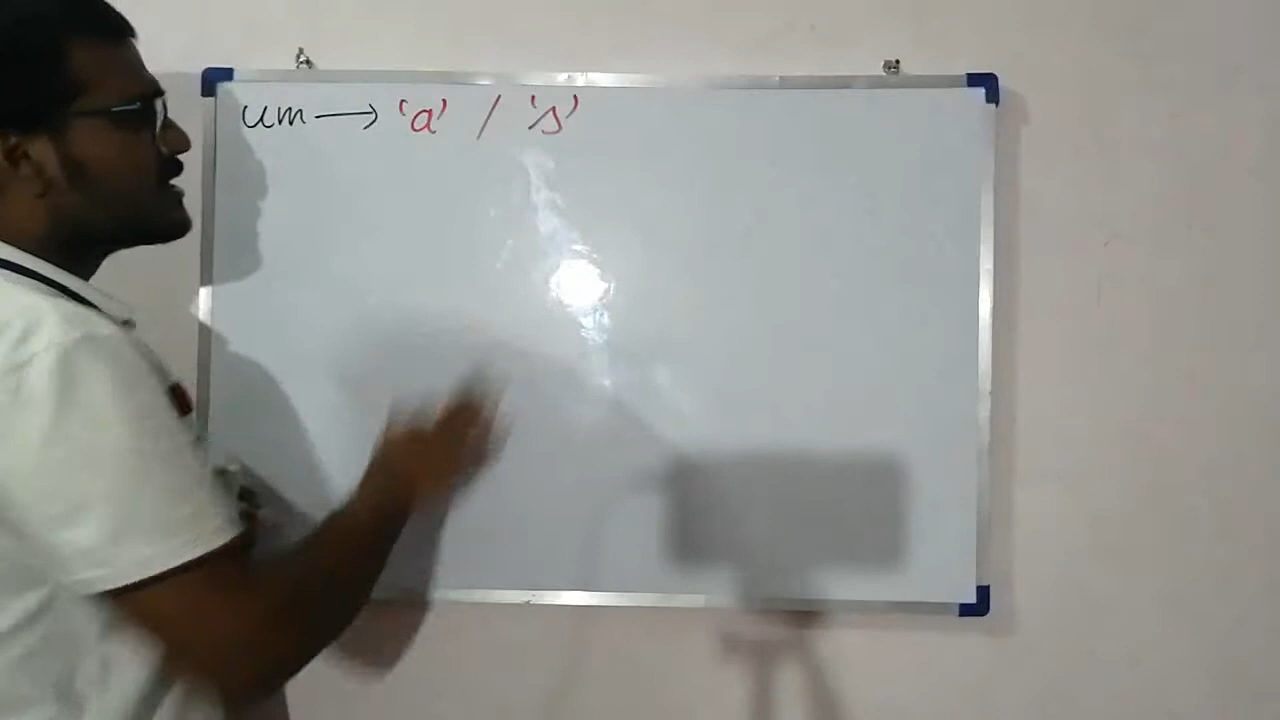 um → 'a' / 's'